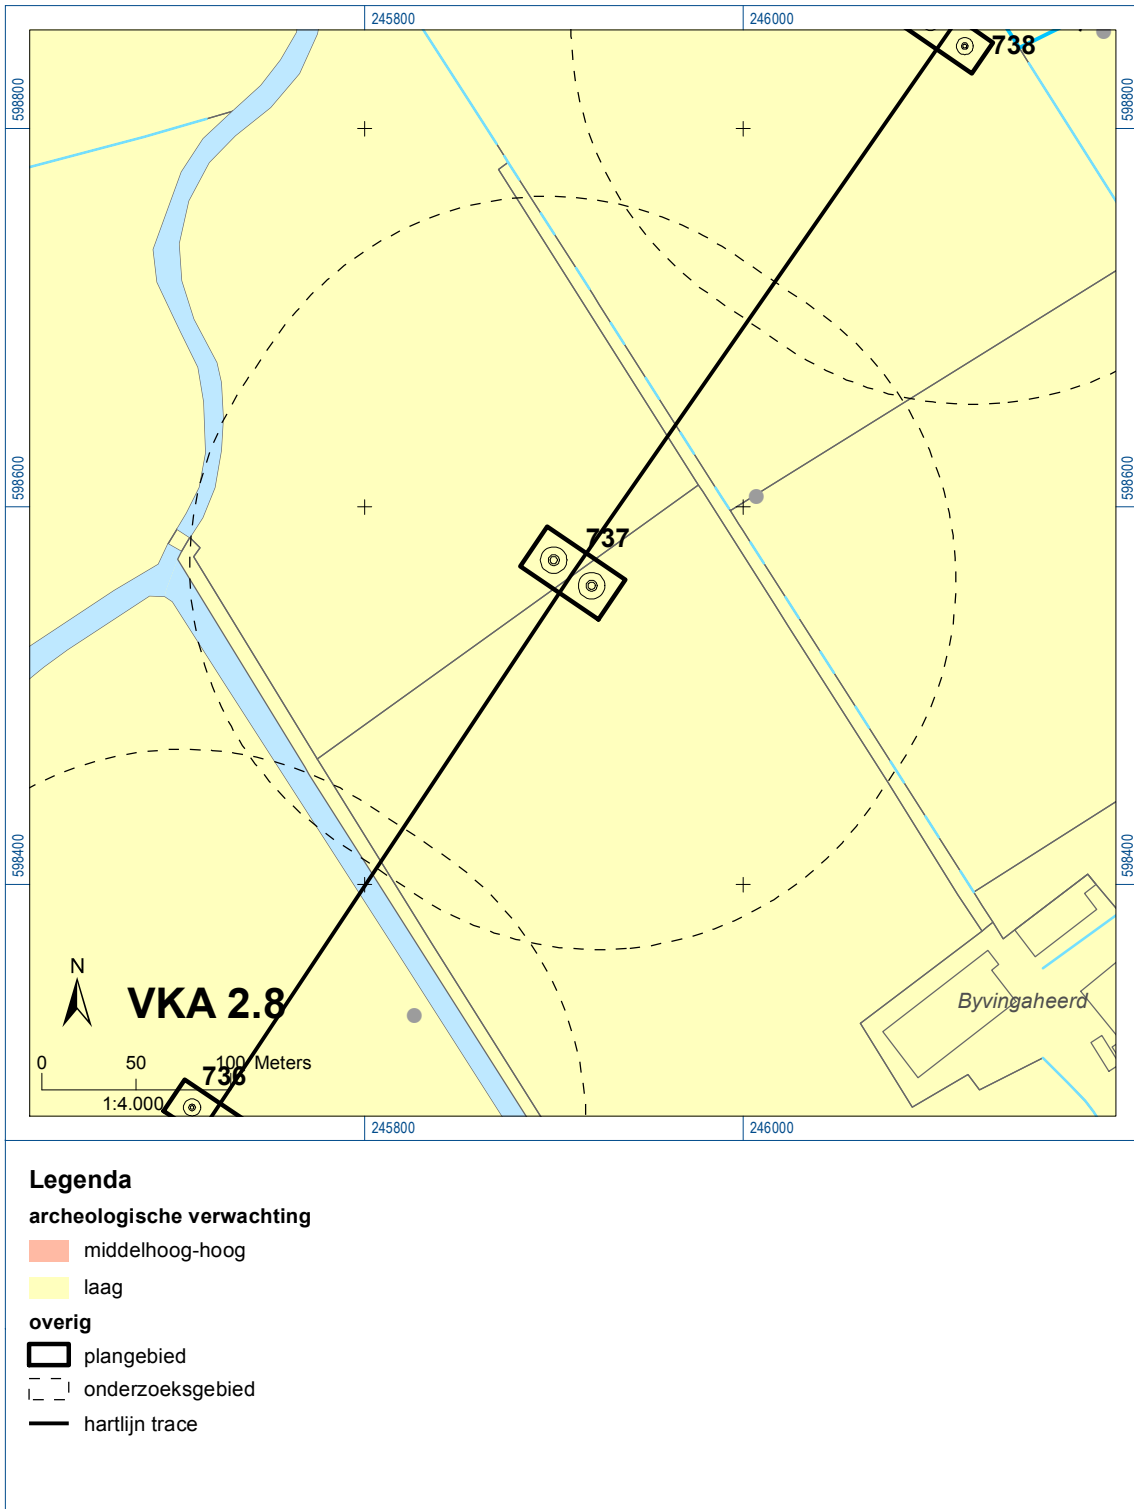 245800
246000
598800
598800
738
598600
598600
737
598400
598400
N
VKA 2.8
Byvingaheerd
0 50 100 Meters
736
1:4.000
245800
246000
Legenda
archeologische verwachting
middelhoog-hoog
laag
overig
plangebied
onderzoeksgebied
hartlijn trace